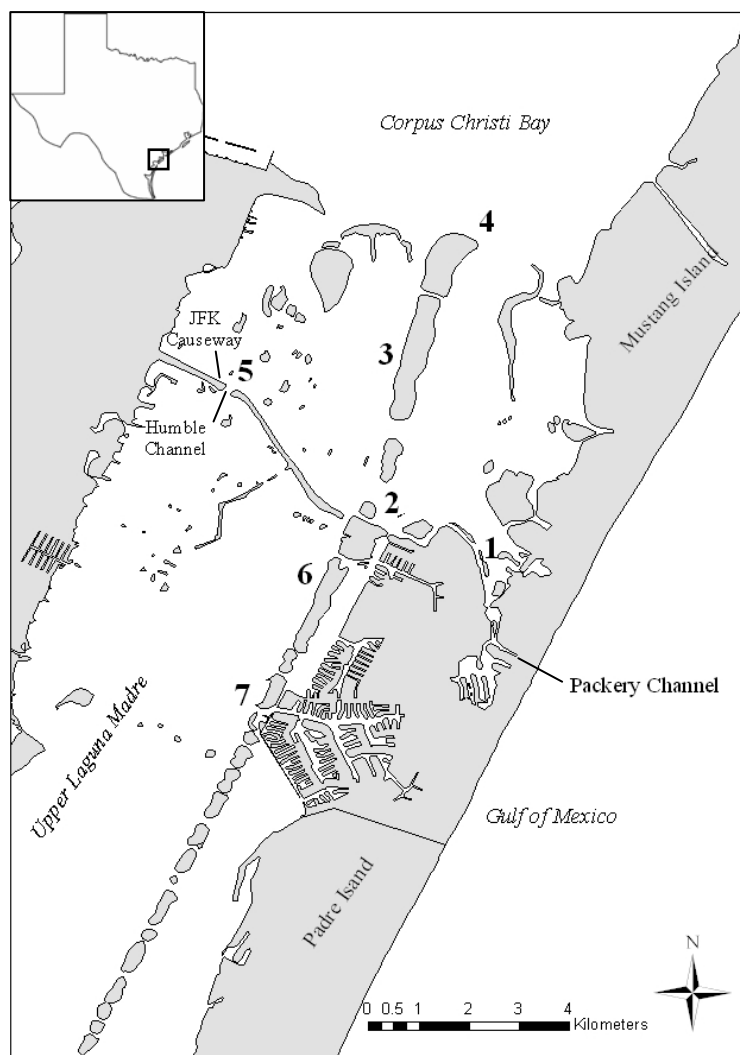 Corpus Christi Bay
4
Mustang Island
3
JFK
Causeway
5
Humble
Channel
2
1
6
Packery Channel
7
Upper Laguna Madre
Gulf of Mexico
Padre Isand
N
0 0.5 1 2 3 4
Kilometers